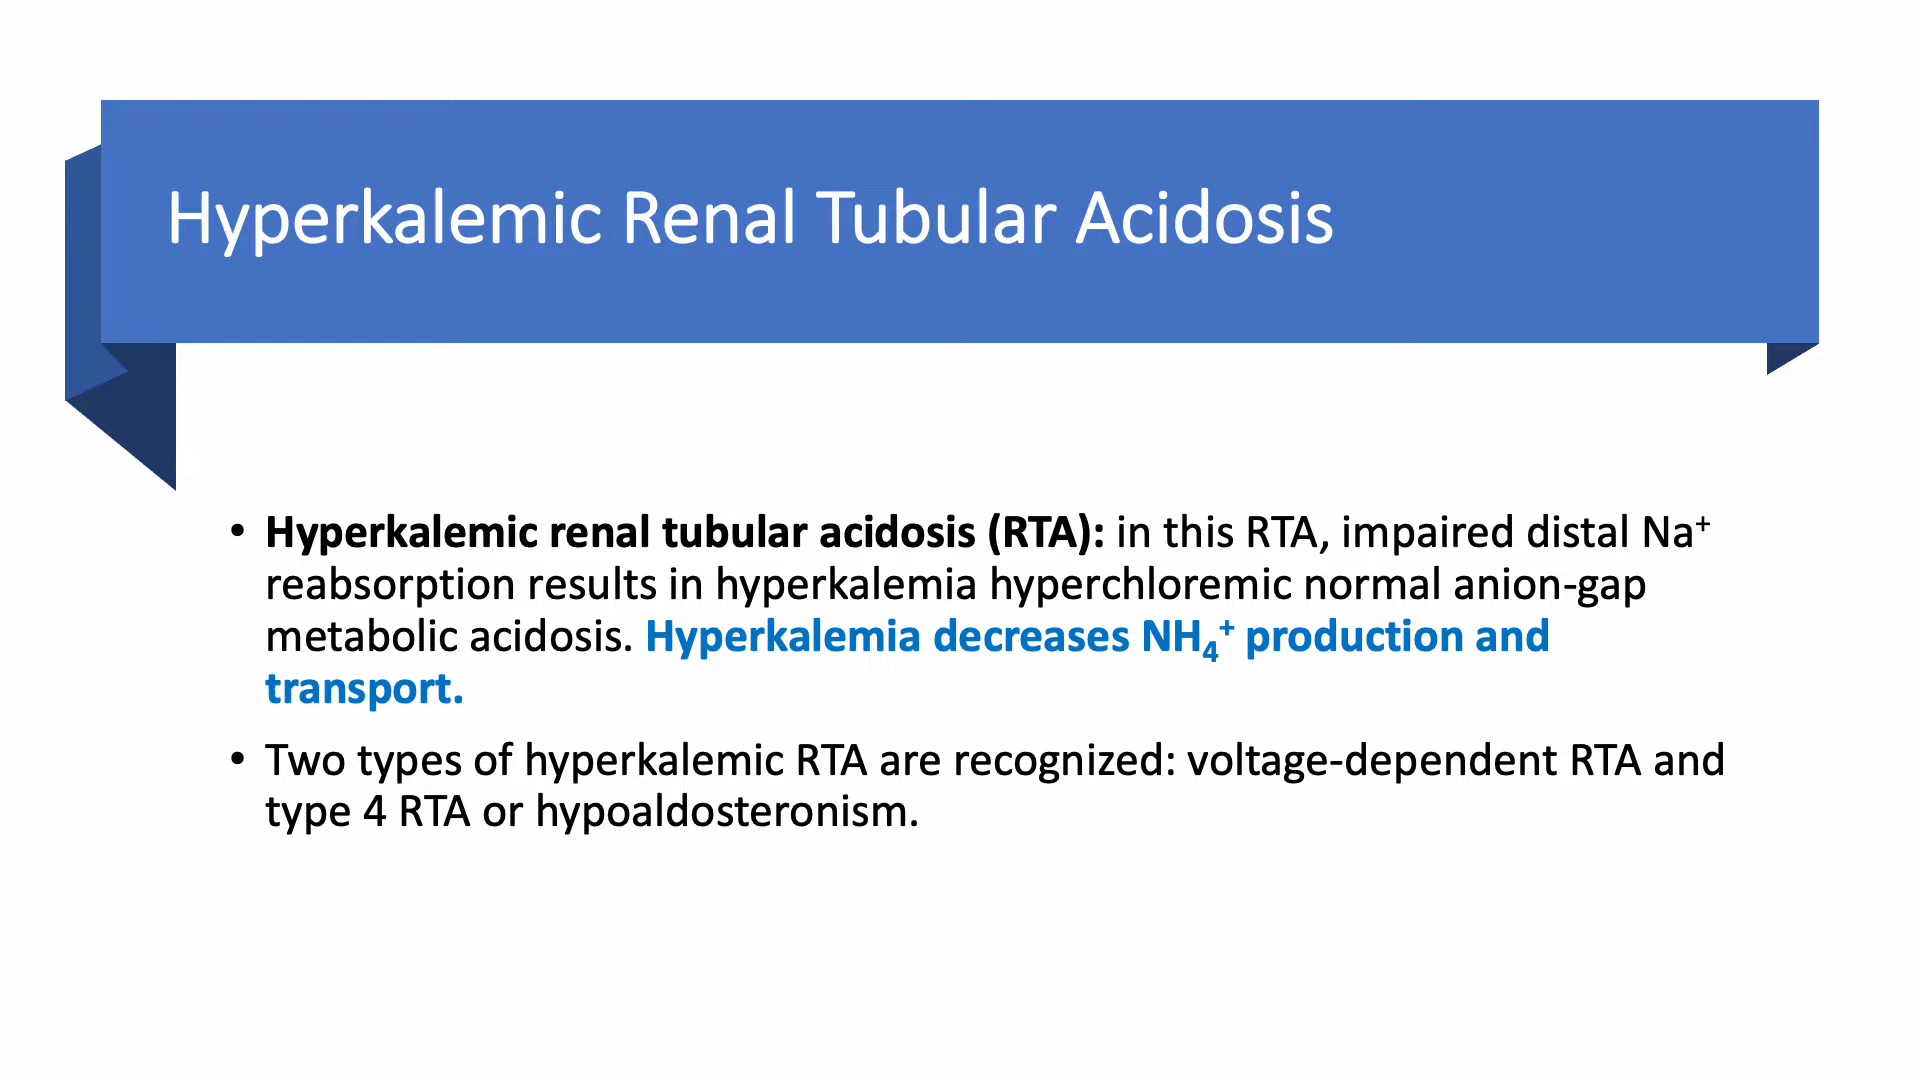 Hyperkalemic Renal Tubular Acidosis
• Hyperkalemic renal tubular acidosis (RTA): in this RTA, impaired distal Na⁺
reabsorption results in hyperkalemia hyperchloremic normal anion-gap
metabolic acidosis. Hyperkalemia decreases NH₄⁺ production and
transport.
• Two types of hyperkalemic RTA are recognized: voltage-dependent RTA and
type 4 RTA or hypoaldosteronism.